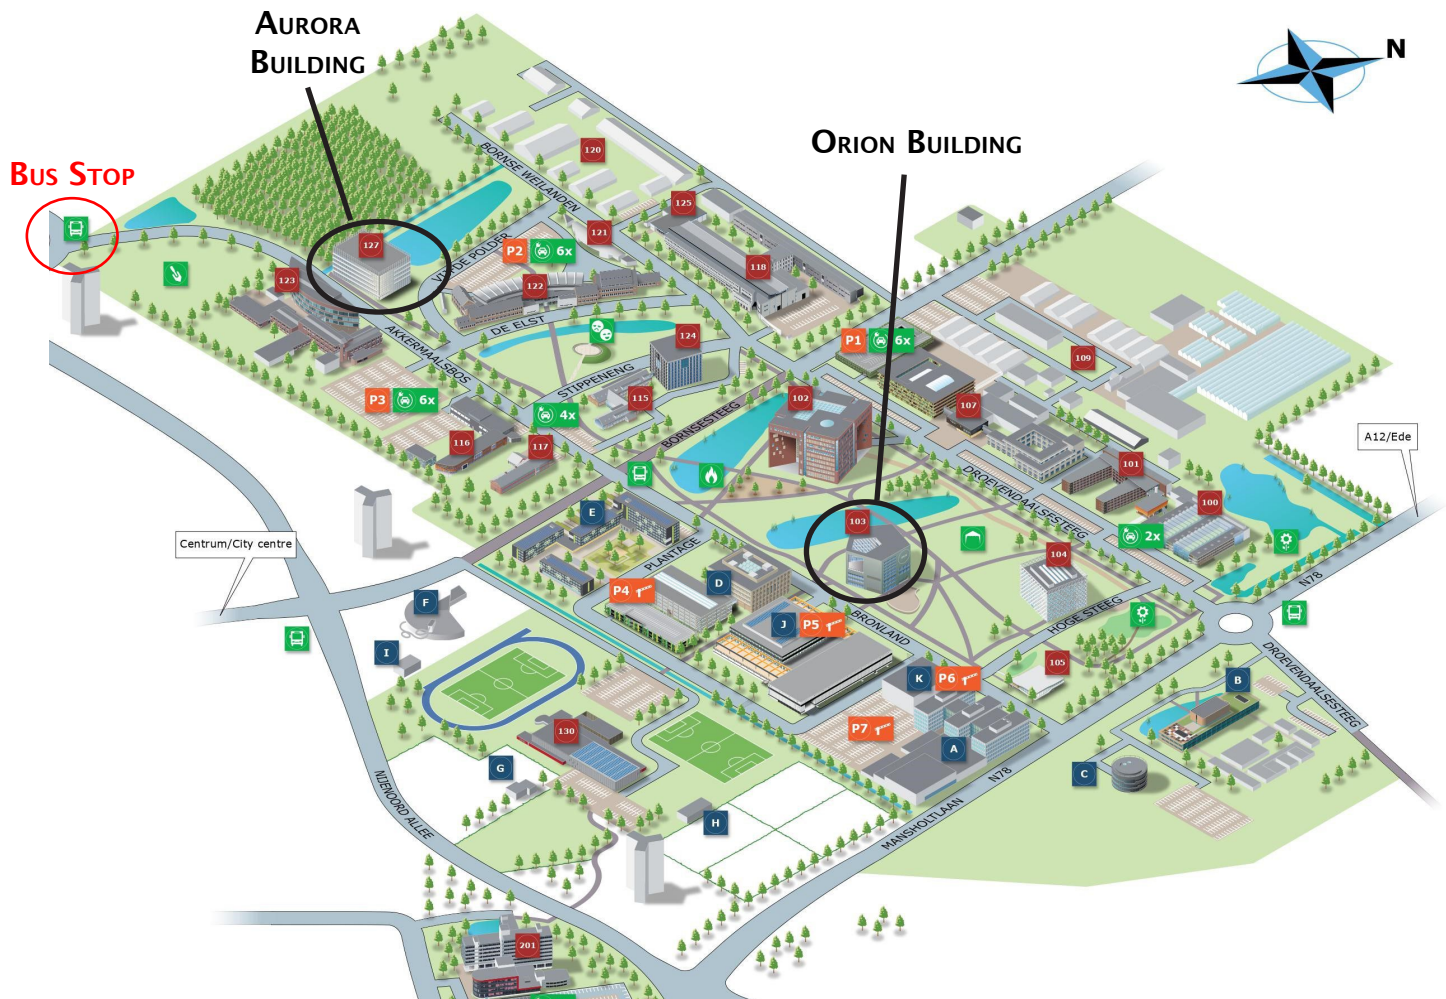 AURORA
BUILDING
N
ORION BUILDING
BUS STOP
BORNSE WEILANDEN
120
125
121
127
V/D DE POLDER
P2
6x
118
123
122
DE ELST
124
P1
6x
109
AKKERMAALSBOS
STIPPENENG
P3
6x
115
102
107
4x
BORNSESTEEG
116
117
A12/Ede
101
DROEVENDAALSESTEEG
100
E
103
2x
Centrum/City centre
PLANTAGE
104
N78
P4
D
F
J
P5
BRONLAND
HOGE STEEG
I
105
DROEVENDAALSESTEEG
K
P6
B
130
P7
A
G
N78
C
NIJENOORD ALLEE
H
MANSHOLTLAAN
201